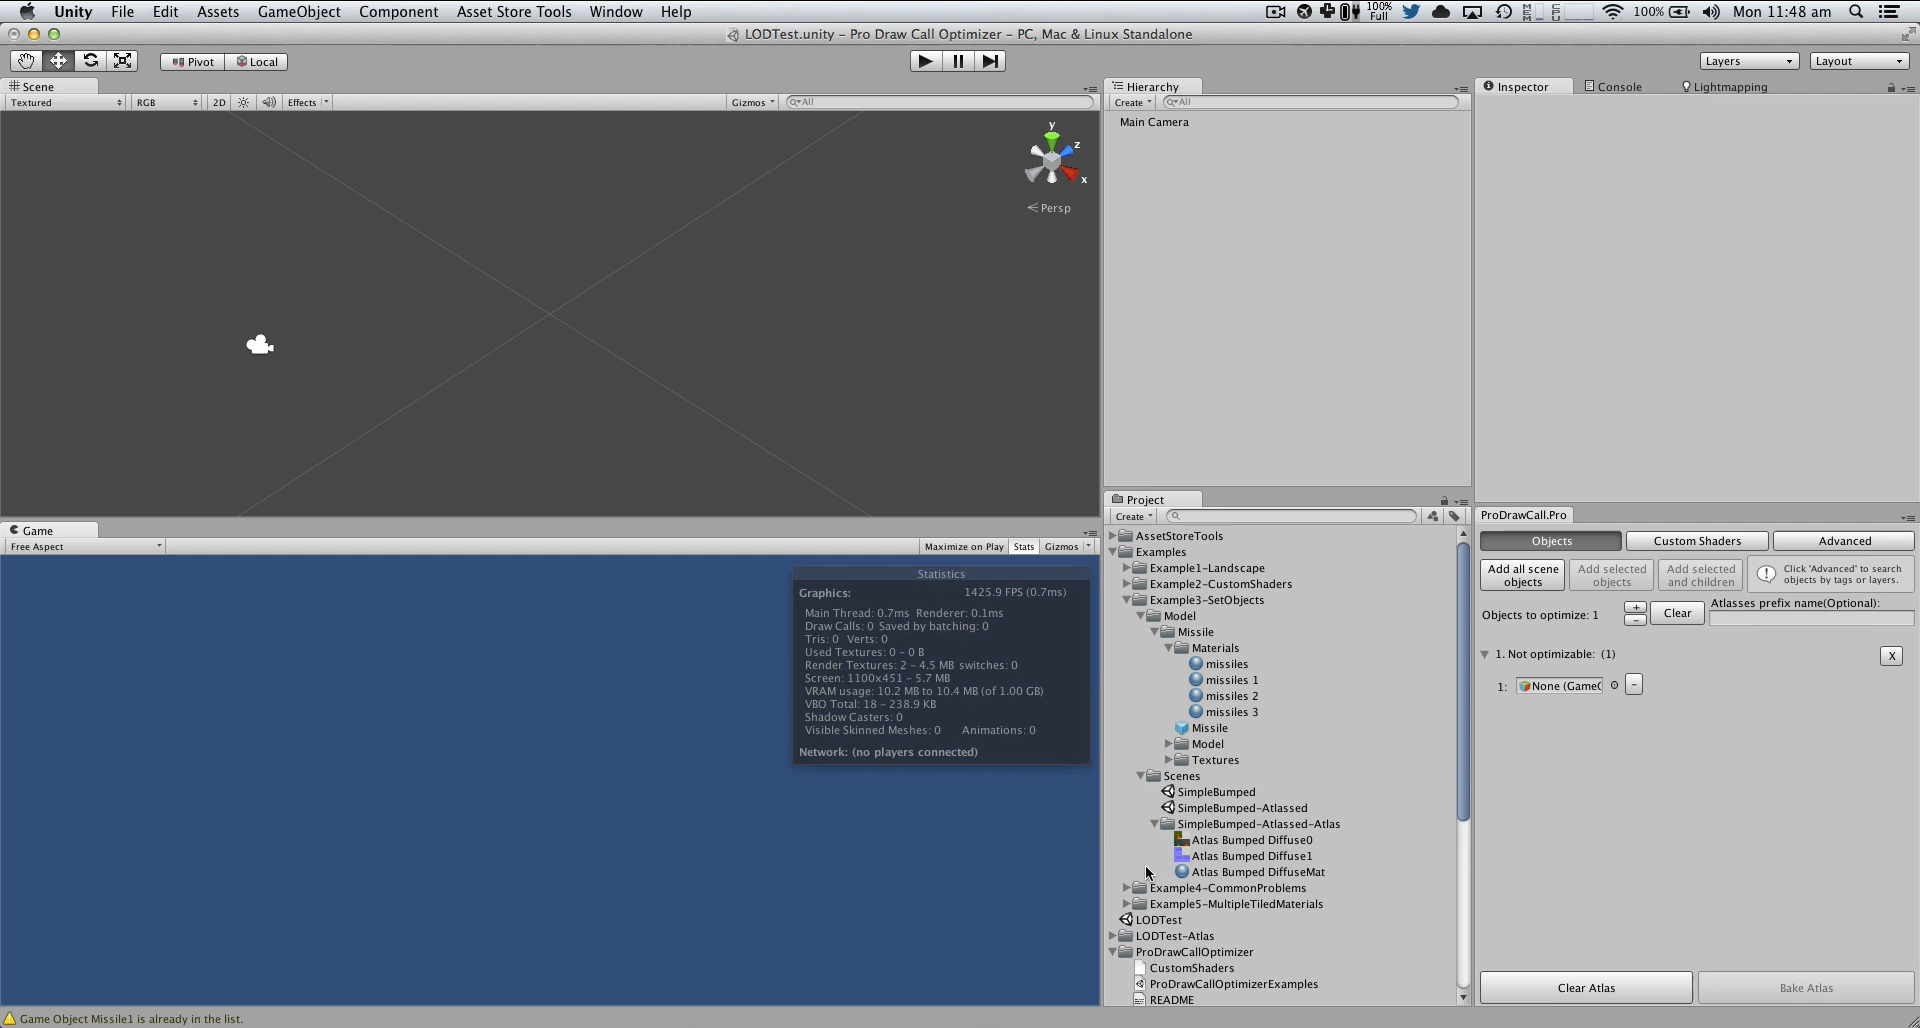 Unity File Edit Assets GameObject Component Asset Store Tools Window Help 100% Full 100% Mon 11:48 am
LODTest.unity - Pro Draw Call Optimizer - PC, Mac & Linux Standalone
Pivot Local Layers Layout
Scene
Textured RGB 2D Effects Gizmos All
y
z
x
Persp
Game
Free Aspect Maximize on Play Stats Gizmos
Statistics
Graphics: 1425.9 FPS (0.7ms)
Main Thread: 0.7ms Renderer: 0.1ms
Draw Calls: 0 Saved by batching: 0
Tris: 0 Verts: 0
Used Textures: 0 - 0 B
Render Textures: 2 - 4.5 MB switches: 0
Screen: 1100x451 - 5.7 MB
VRAM usage: 10.2 MB to 10.4 MB (of 1.00 GB)
VBO Total: 18 - 238.9 KB
Shadow Casters: 0
Visible Skinned Meshes: 0 Animations: 0
Network: (no players connected)
Hierarchy
Create All
Main Camera
Project
Create
AssetStoreTools
Examples
Example1-Landscape
Example2-CustomShaders
Example3-SetObjects
Model
Missile
Materials
missiles
missiles 1
missiles 2
missiles 3
Missile
Model
Textures
Scenes
SimpleBumped
SimpleBumped-Atlassed
SimpleBumped-Atlassed-Atlas
Atlas Bumped Diffuse0
Atlas Bumped Diffuse1
Atlas Bumped DiffuseMat
Example4-CommonProblems
Example5-MultipleTiledMaterials
LODTest
LODTest-Atlas
ProDrawCallOptimizer
CustomShaders
ProDrawCallOptimizerExamples
README
Inspector Console Lightmapping
ProDrawCall.Pro
Objects Custom Shaders Advanced
Add all scene objects
Add selected objects
Add selected and children
Click 'Advanced' to search
objects by tags or layers.
Objects to optimize: 1 + - Clear Atlasses prefix name(Optional):
1. Not optimizable: (1) X
1: None (Game -
Clear Atlas Bake Atlas
Game Object Missile1 is already in the list.